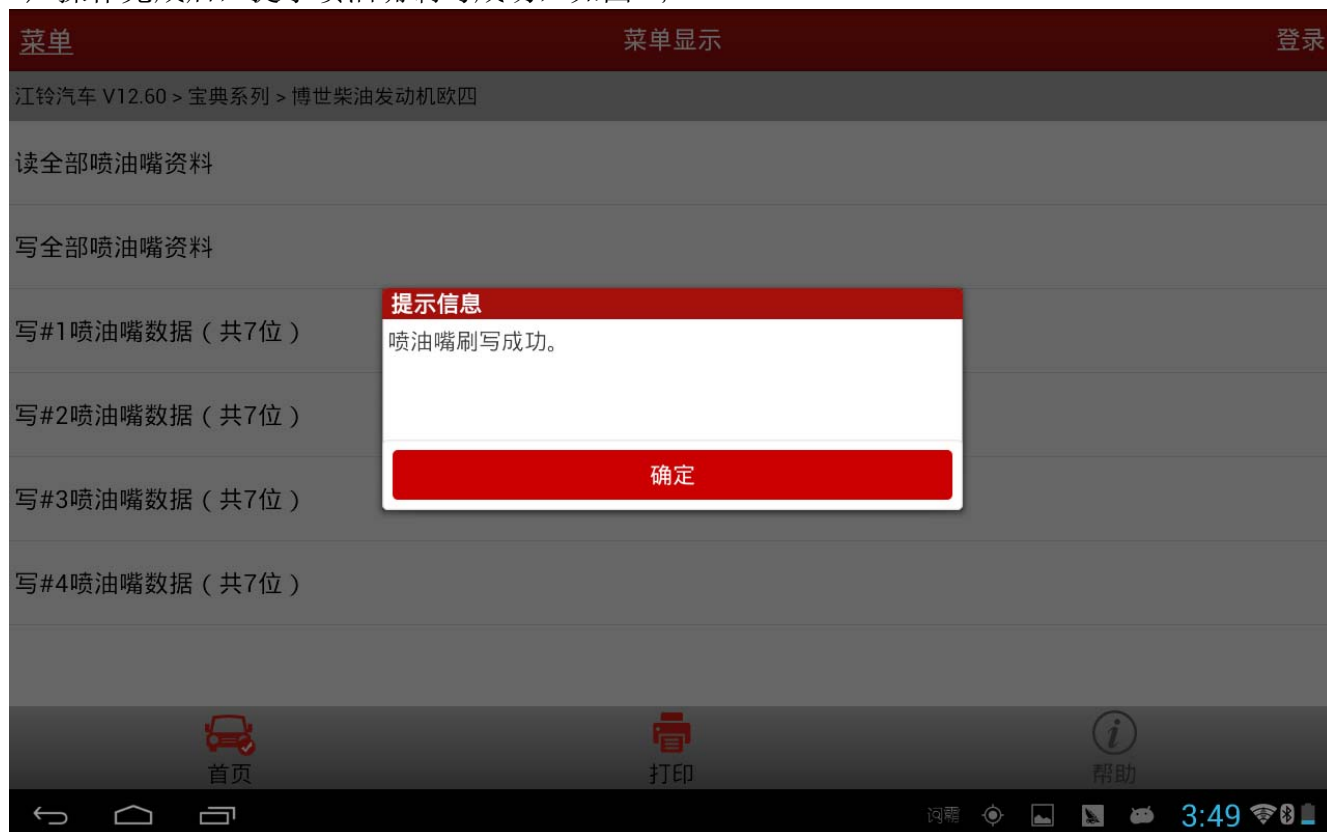 菜单 菜单显示 登录
江铃汽车 V12.60 > 宝典系列 > 博世柴油发动机欧四
读全部喷油嘴资料
写全部喷油嘴资料
提示信息
写#1喷油嘴数据（共7位）
喷油嘴刷写成功。
写#2喷油嘴数据（共7位）
确定
写#3喷油嘴数据（共7位）
写#4喷油嘴数据（共7位）
首页 打印 帮助
3:49